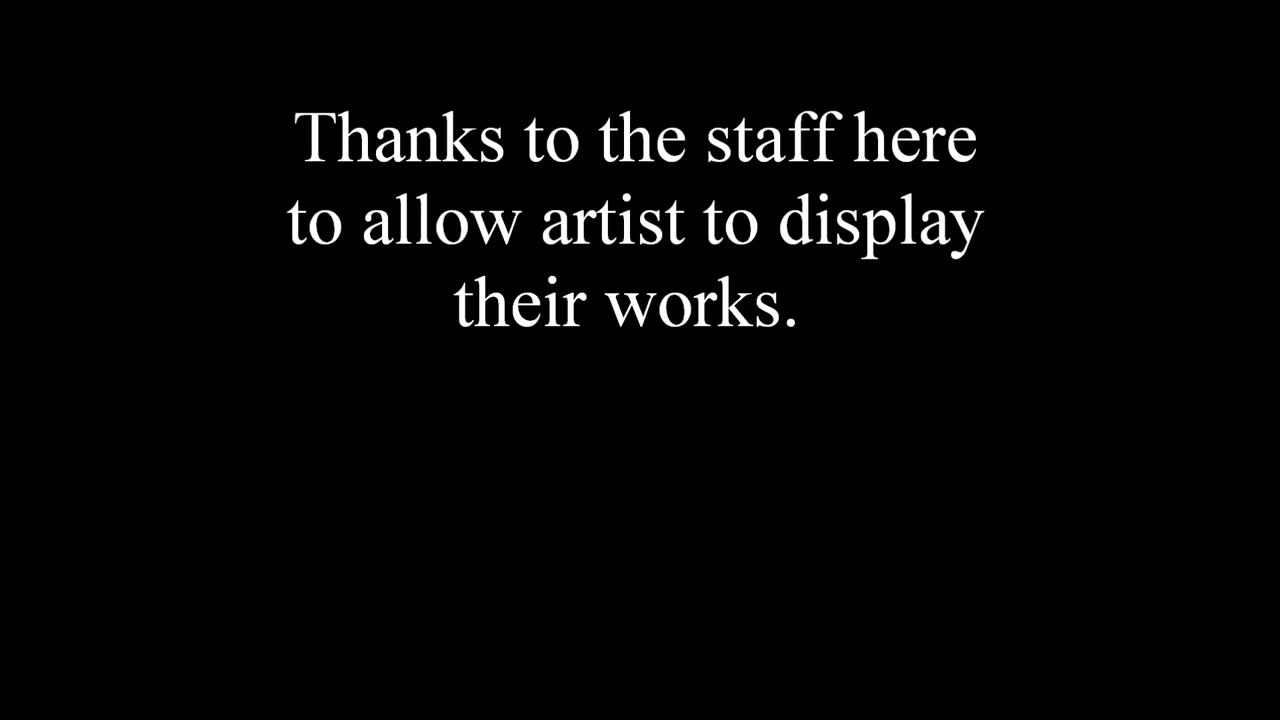 Thanks to the staff here
to allow artist to display
their works.